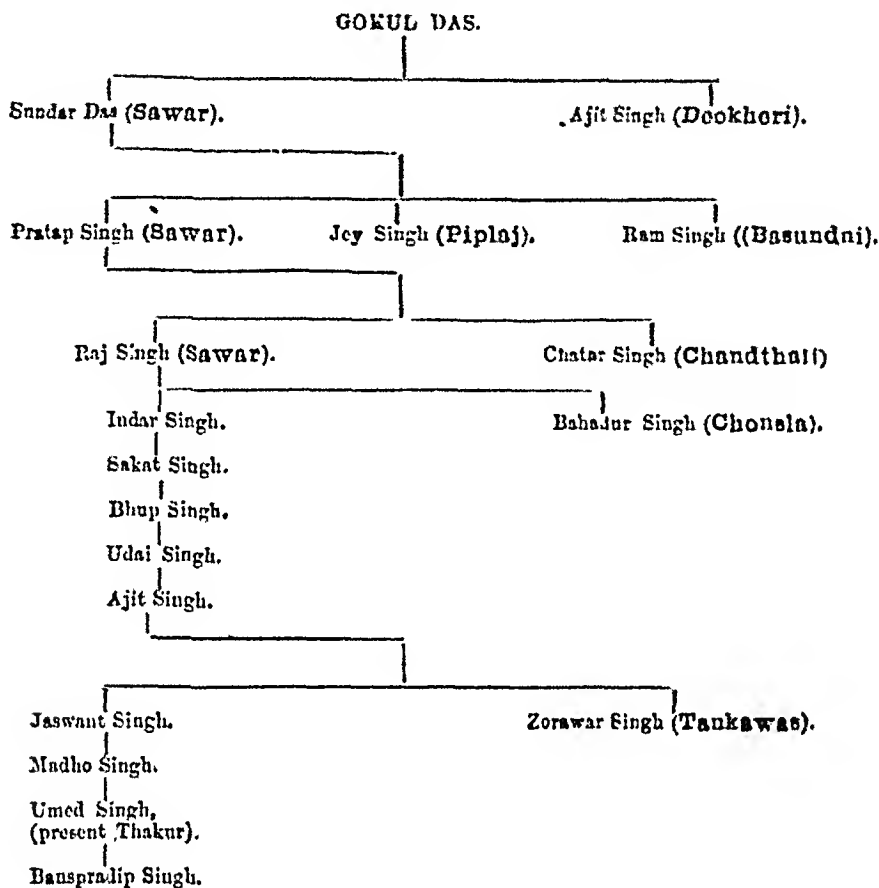 GOKUL DAS.
Sundar Das (Sawar). Ajit Singh (Deokheri).
Pratap Singh (Sawar). Jey Singh (Piplaj). Ram Singh ((Basundni).
Raj Singh (Sawar). Chatar Singh (Chandthali)
Indar Singh. Bahadur Singh (Chonsla).
Sakat Singh.
Bhup Singh.
Udai Singh.
Ajit Singh.
Jaswant Singh. Zorawar Singh (Tankawas).
Madho Singh.
Umed Singh,
(present Thakur).
Banspradip Singh.